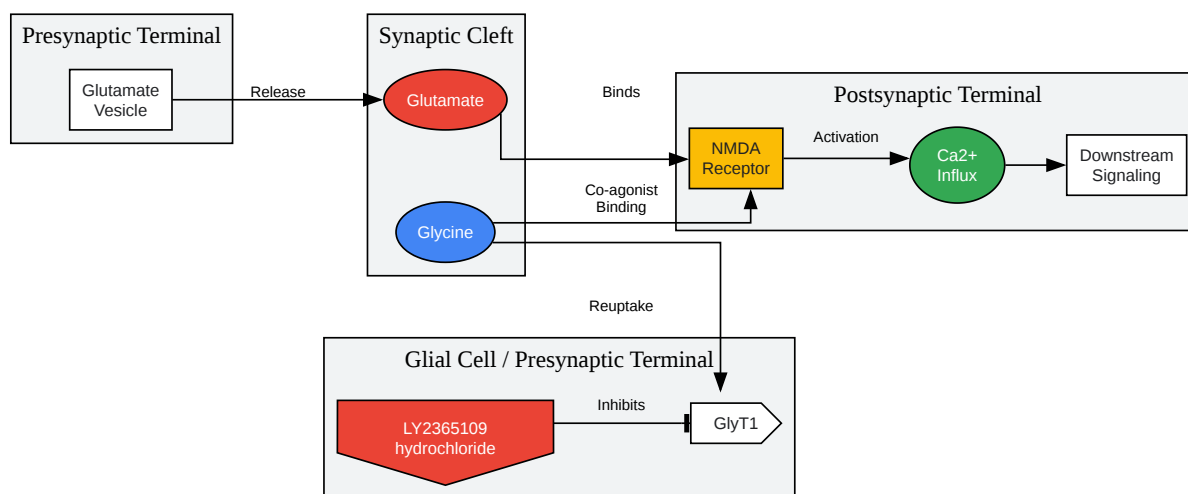 Presynaptic Terminal
Glutamate
Vesicle
Release
Synaptic Cleft
Glutamate
Glycine
Binds
Co-agonist
Binding
Reuptake
Postsynaptic Terminal
NMDA
Receptor
Activation
Ca2+
Influx
Downstream
Signaling
Glial Cell / Presynaptic Terminal
LY2365109
hydrochloride
Inhibits
GlyT1